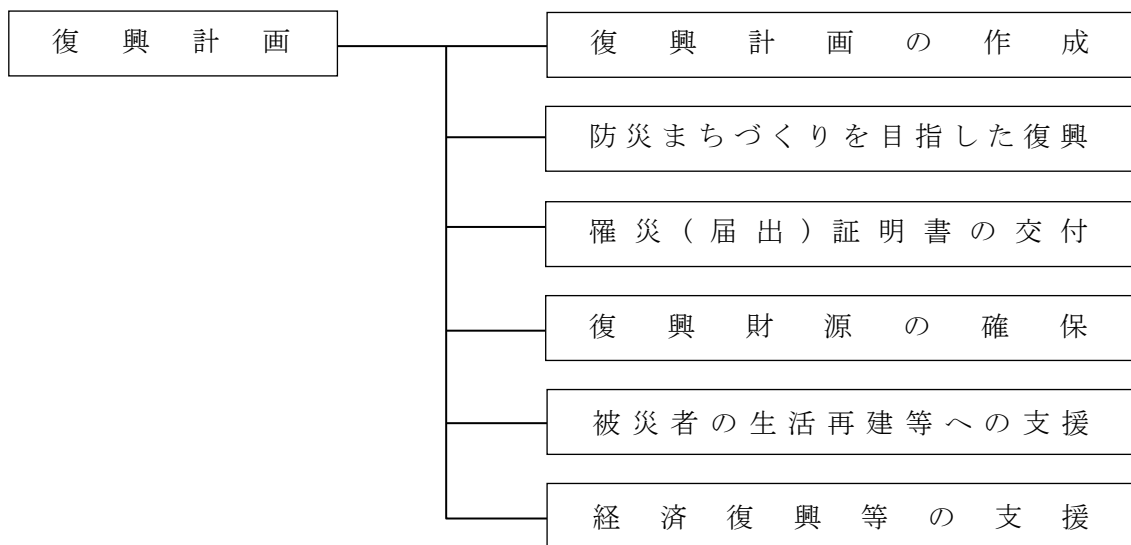 復興計画
復興計画の作成
防災まちづくりを目指した復興
罹災(届出)証明書の交付
復興財源の確保
被災者の生活再建等への支援
経済復興等の支援